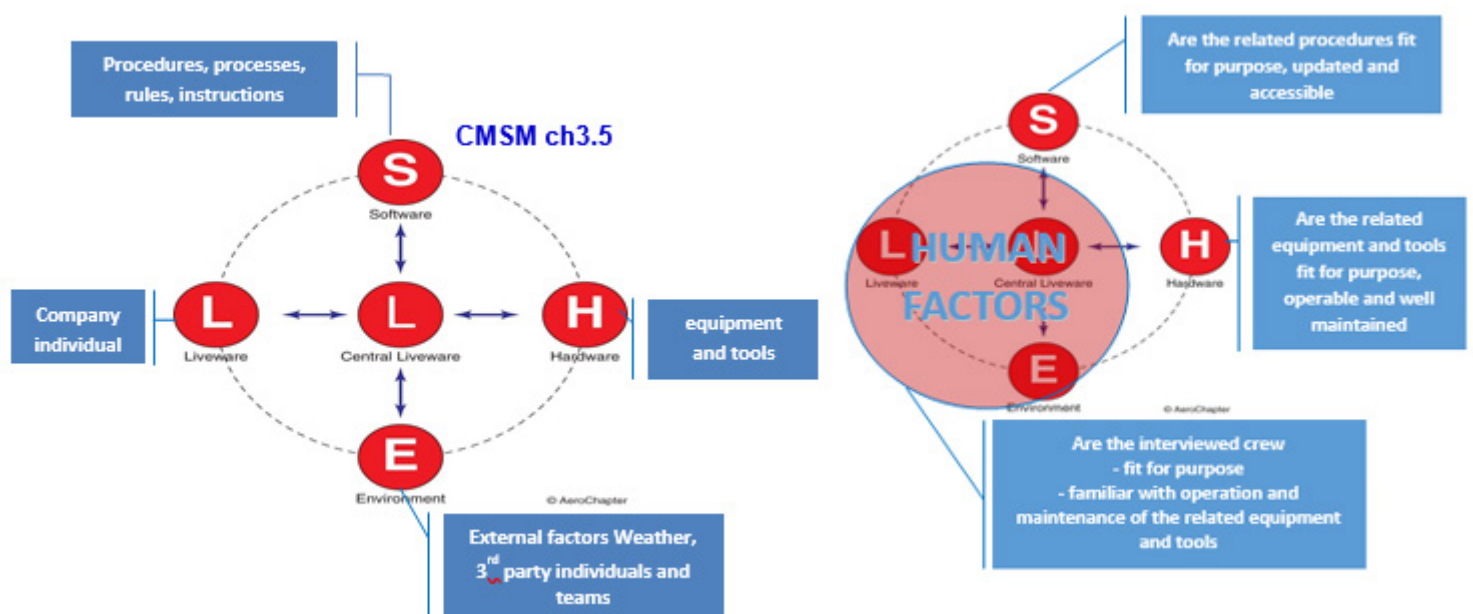 Procedures, processes,
rules, instructions
CMSM ch3.5
S
Software
Company
individual
L
Liveware
L
Central Liveware
H
Hardware
equipment
and tools
E
Environment
© AeroChapter
External factors Weather,
3rd party individuals and
teams
Are the related procedures fit
for purpose, updated and
accessible
S
Software
L
Liveware
L
Central Liveware
HUMAN
FACTORS
H
Hardware
Are the related
equipment and tools
fit for purpose,
operable and well
maintained
E
Environment
© AeroChapter
Are the interviewed crew
- fit for purpose
- familiar with operation and
maintenance of the related equipment
and tools